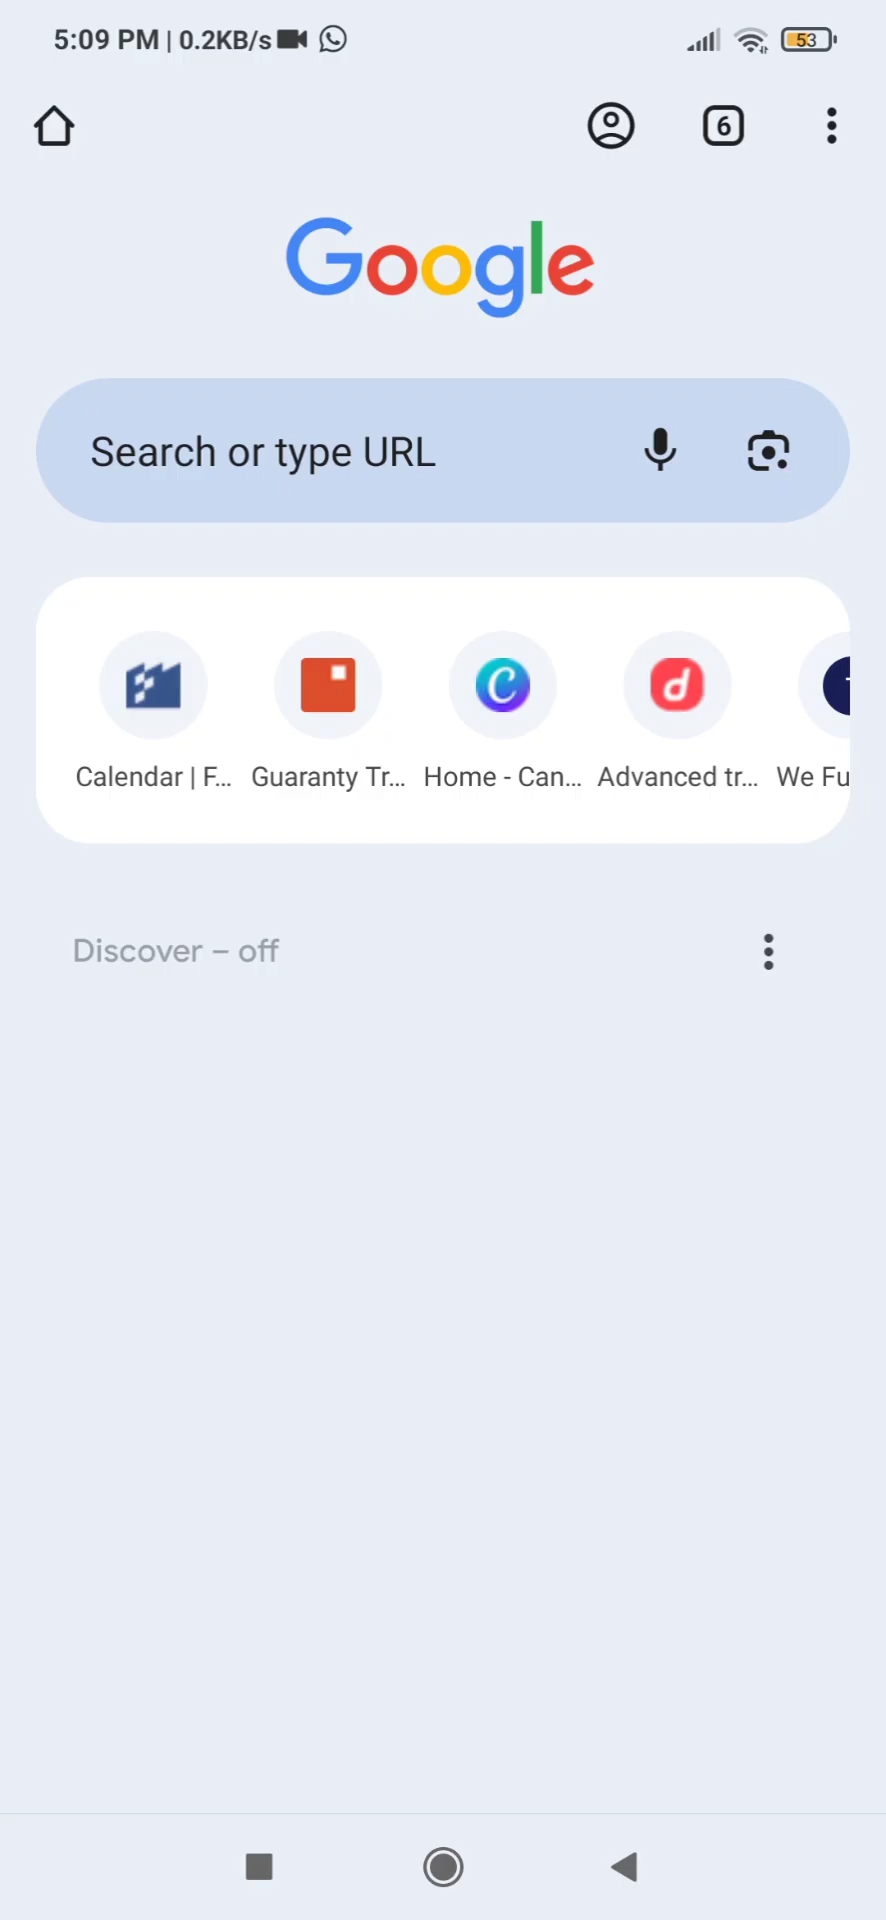 5:09 PM | 0.2KB/s
53
6
Google
Search or type URL
Calendar | F... Guaranty Tr... Home - Can... Advanced tr... We Fu
Discover – off